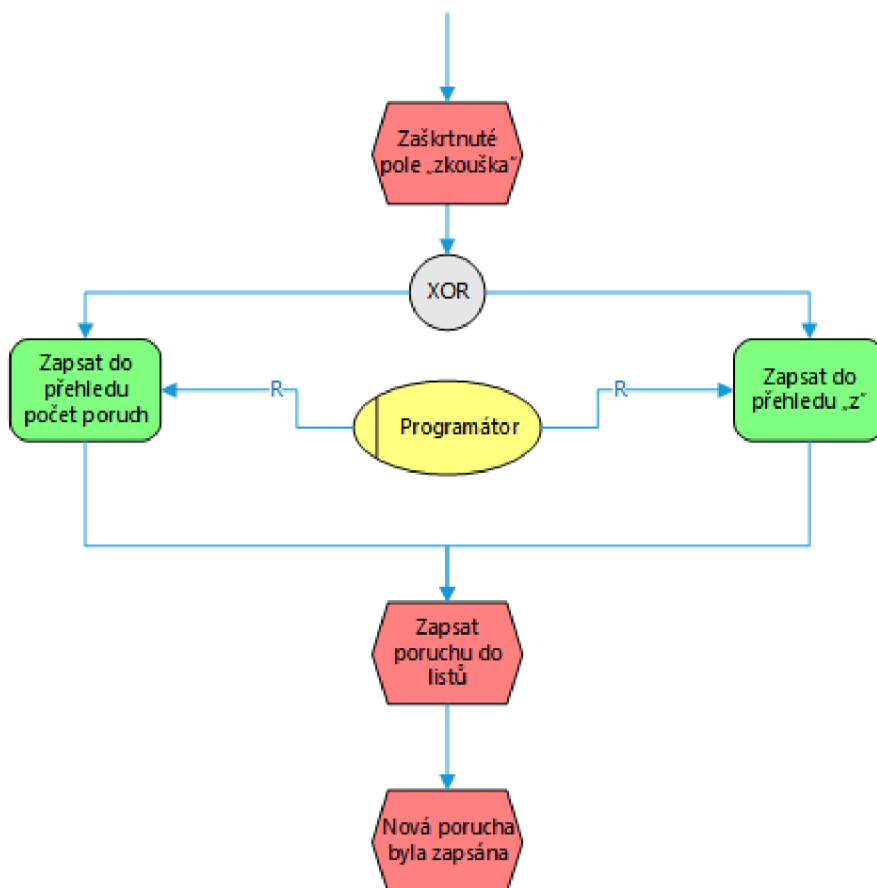 Zaškrtnuté
pole „zkouška"
XOR
Zapsat do
přehledu
počet poruch
R
Programátor
R
Zapsat do
přehledu „z"
Zapsat
poruchu do
listů
Nová porucha
byla zapsána